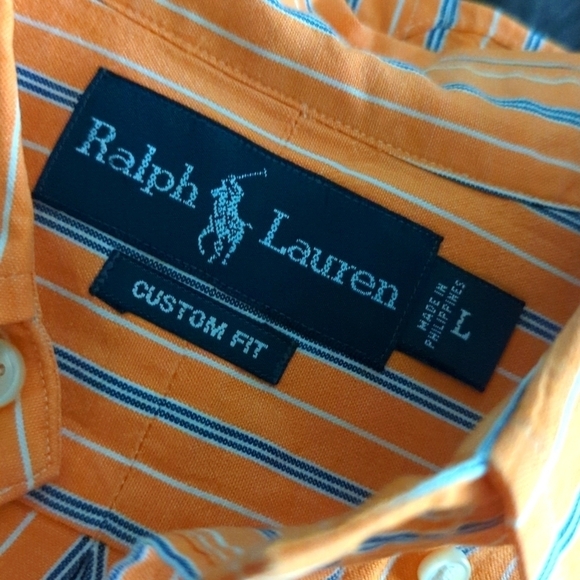 Ralph Lauren
CUSTOM FIT
MADE IN
PHILIPPINES
L